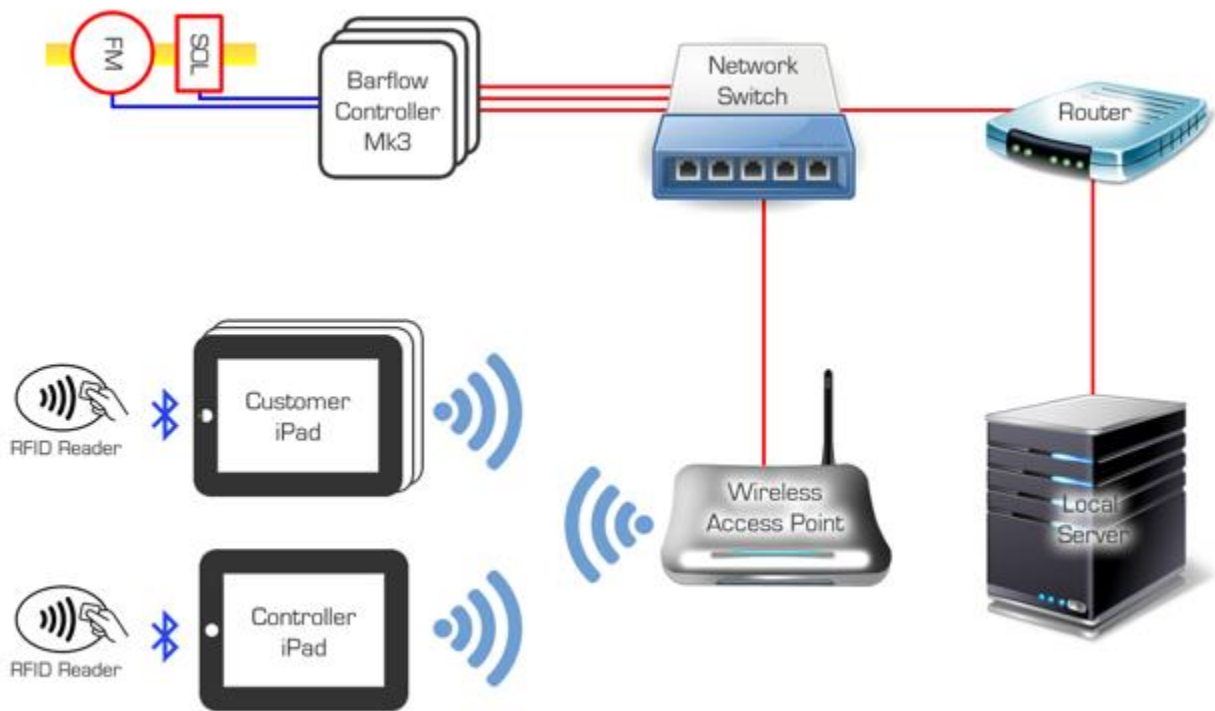 FM
SOL
Barflow
Controller
Mk3
Network
Switch
Router
Customer
iPad
RFID Reader
Wireless
Access Point
Local
Server
Controller
iPad
RFID Reader